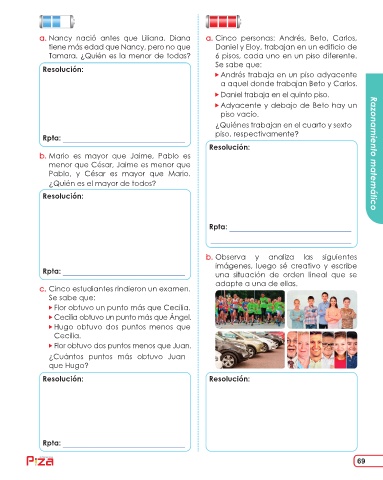 a. Nancy nació antes que Liliana. Diana
tiene más edad que Nancy, pero no que
Tamara. ¿Quién es la menor de todas?
Resolución:
Rpta:
b. Mario es mayor que Jaime, Pablo es
menor que César, Jaime es menor que
Pablo, y César es mayor que Mario.
¿Quién es el mayor de todos?
Resolución:
Rpta:
c. Cinco estudiantes rindieron un examen.
Se sabe que:
Flor obtuvo un punto más que Cecilia.
Cecilia obtuvo un punto más que Ángel.
Hugo obtuvo dos puntos menos que
Cecilia.
Flor obtuvo dos puntos menos que Juan.
¿Cuántos puntos más obtuvo Juan
que Hugo?
Resolución:
Rpta:
a. Cinco personas: Andrés, Beto, Carlos,
Daniel y Eloy, trabajan en un edificio de
6 pisos, cada uno en un piso diferente.
Se sabe que:
Andrés trabaja en un piso adyacente
a aquel donde trabajan Beto y Carlos.
Daniel trabaja en el quinto piso.
Adyacente y debajo de Beto hay un
piso vacío.
¿Quiénes trabajan en el cuarto y sexto
piso, respectivamente?
Resolución:
Rpta:
b. Observa y analiza las siguientes
imágenes, luego sé creativo y escribe
una situación de orden lineal que se
adapte a una de ellas.
Resolución:
Razonamiento matemático
69